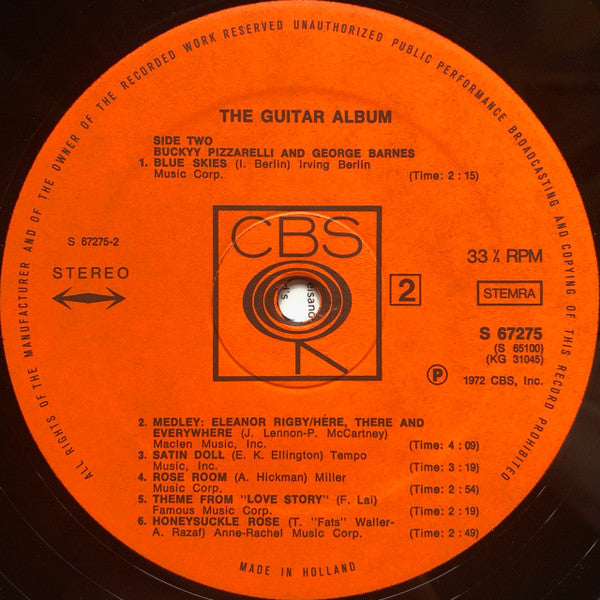 ALL RIGHTS OF THE MANUFACTURER AND OF THE OWNER OF THE RECORDED WORK RESERVED UNAUTHORIZED PUBLIC PERFORMANCE BROADCASTING AND COPYING OF THIS RECORD PROHIBITED
THE GUITAR ALBUM
SIDE TWO
BUCKYY PIZZARELLI AND GEORGE BARNES
1. BLUE SKIES (I. Berlin) Irving Berlin
Music Corp. (Time: 2 : 15)
CBS
S 67275-2
STEREO
2
33 ⅓ RPM
STEMRA
S 67275
(S 65100)
(KG 31045)
P 1972 CBS, Inc.
2. MEDLEY: ELEANOR RIGBY/HÉRE, THERE AND
EVERYWHERE (J. Lennon-P. McCartney)
Maclen Music, Inc. (Time: 4 : 09)
3. SATIN DOLL (E. K. Ellington) Tempo
Music, Inc. (Time: 3 : 19)
4. ROSE ROOM (A. Hickman) Miller
Music Corp. (Time: 2 : 54)
5. THEME FROM "LOVE STORY" (F. Lai)
Famous Music Corp. (Time: 2 : 19)
6. HONEYSUCKLE ROSE (T. "Fats" Waller-
A. Razaf) Anne-Rachel Music Corp. (Time: 2 : 49)
MADE IN HOLLAND